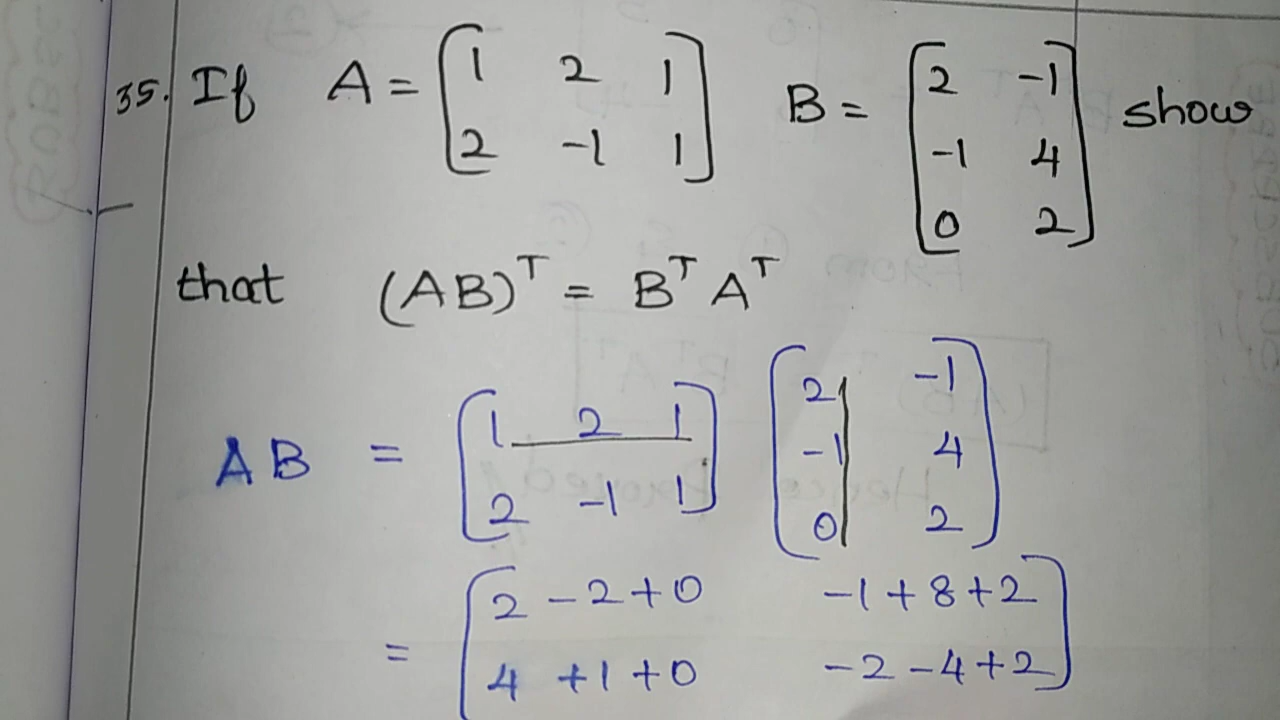 35. If A = [1 2 1 B = [2 -1 show
2 -1 1] -1 4
0 2]
that (AB)ᵀ = Bᵀ Aᵀ
AB = [1 2 1 [2 -1
2 -1 1] -1 4
0 2]
= [2 -2+0 -1+8+2
4 +1+0 -2-4+2]